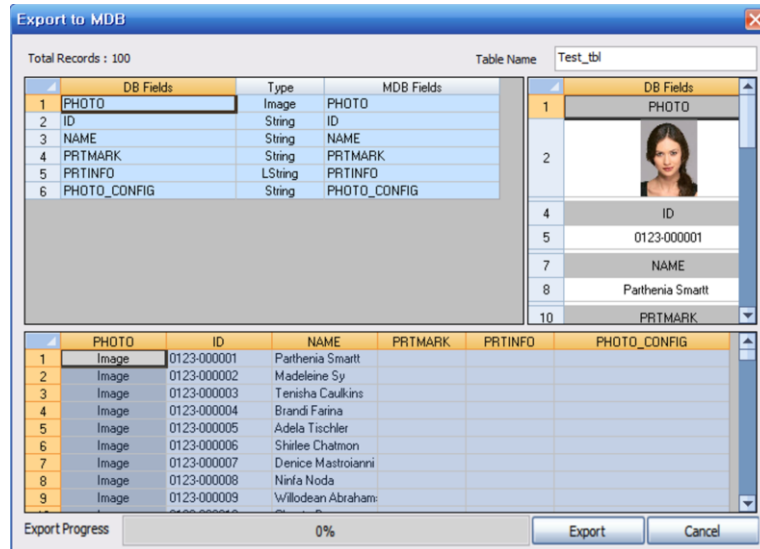 Export to MDB
Total Records : 100
Table Name Test_tbl
DB Fields Type MDB Fields
1 PHOTO Image PHOTO
2 ID String ID
3 NAME String NAME
4 PRTMARK String PRTMARK
5 PRTINFO LString PRTINFO
6 PHOTO_CONFIG String PHOTO_CONFIG
DB Fields
1 PHOTO
2
4 ID
5 0123-000001
7 NAME
8 Parthenia Smartt
10 PRTMARK
PHOTO ID NAME PRTMARK PRTINFO PHOTO_CONFIG
1 Image 0123-000001 Parthenia Smartt
2 Image 0123-000002 Madeleine Sy
3 Image 0123-000003 Tenisha Caulkins
4 Image 0123-000004 Brandi Farina
5 Image 0123-000005 Adela Tischler
6 Image 0123-000006 Shirlee Chatmon
7 Image 0123-000007 Denice Mastroianni
8 Image 0123-000008 Ninfa Noda
9 Image 0123-000009 Willodean Abraham
Export Progress 0% Export Cancel